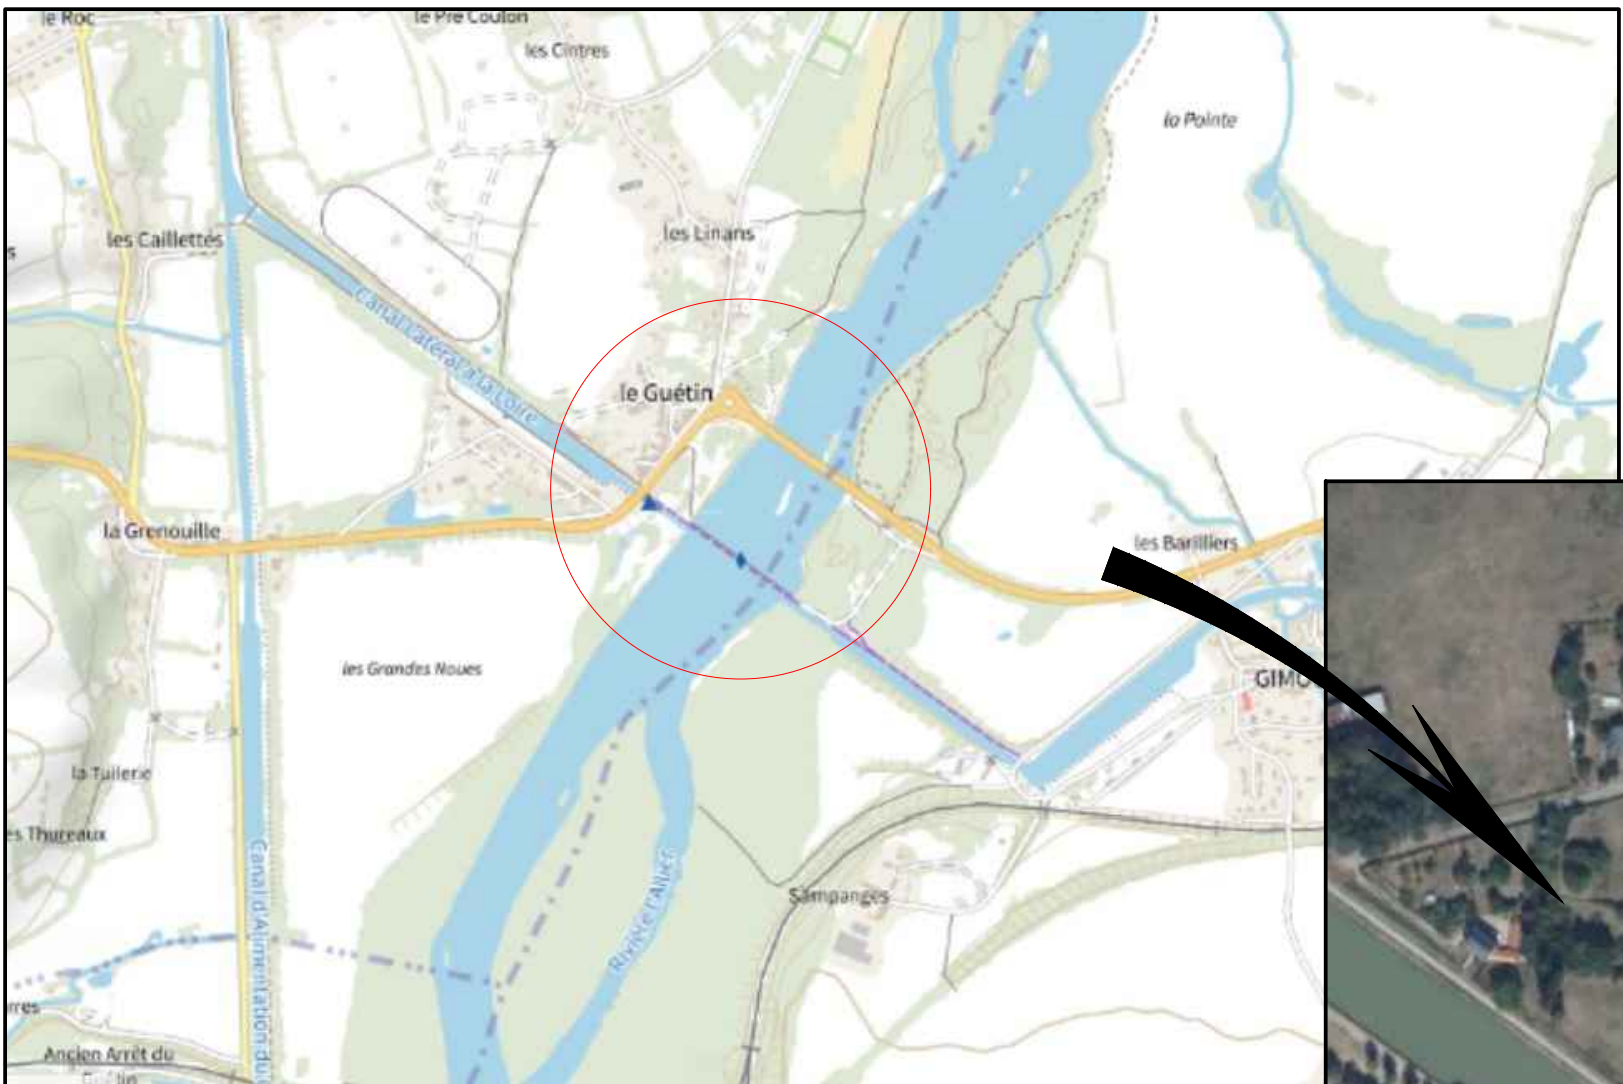 le Roc
le Pré Coulon
les Cintres
la Pointe
les Caillettes
les Linans
Canal Latéral à la Loire
le Guétin
la Grenouille
les Barilliers
les Grandes Noues
GIMO
la Tuilerie
es Thureaux
Canal d'Alimentation du
Rivière l'Allier
Sampanges
rres
Ancien Arrêt du